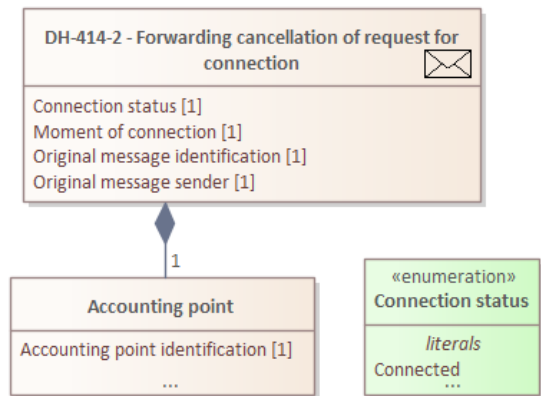 DH-414-2 - Forwarding cancellation of request for
connection
Connection status [1]
Moment of connection [1]
Original message identification [1]
Original message sender [1]
1
Accounting point
Accounting point identification [1]
...
«enumeration»
Connection status
literals
Connected
...